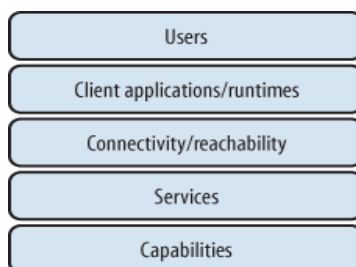 Users
Client applications/runtimes
Connectivity/reachability
Services
Capabilities